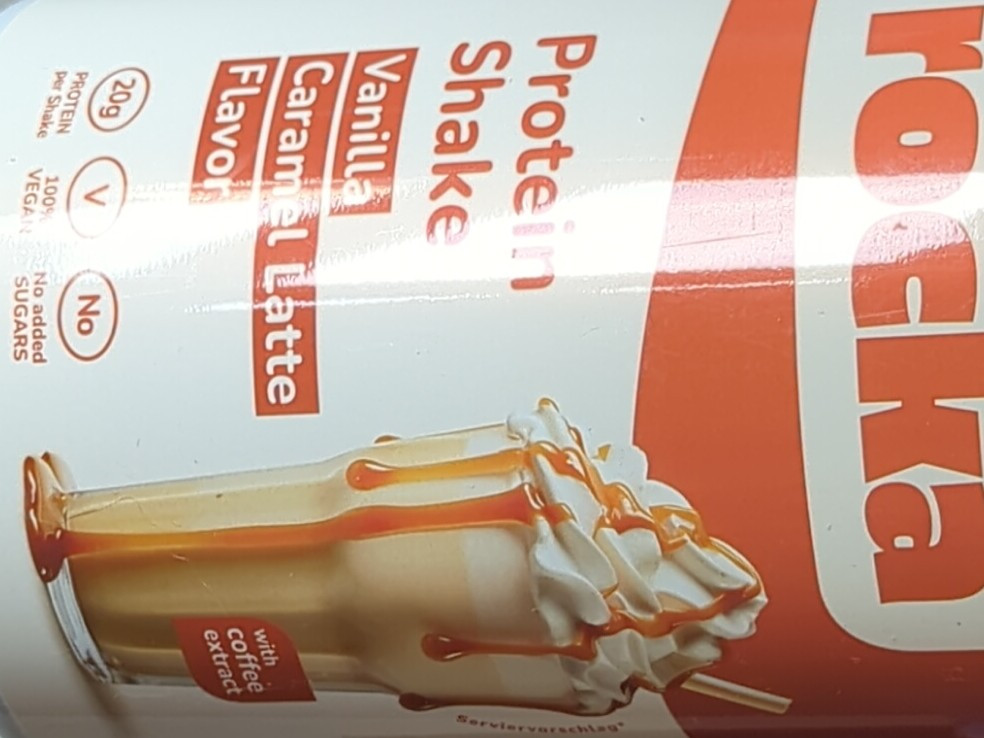 rocka
Protein
Shake
Vanilla
Caramel Latte
Flavor
20g
PROTEIN
per Shake
V
100%
VEGAN
No
No added
SUGARS
with
coffee
extract
Serviervorschlag*